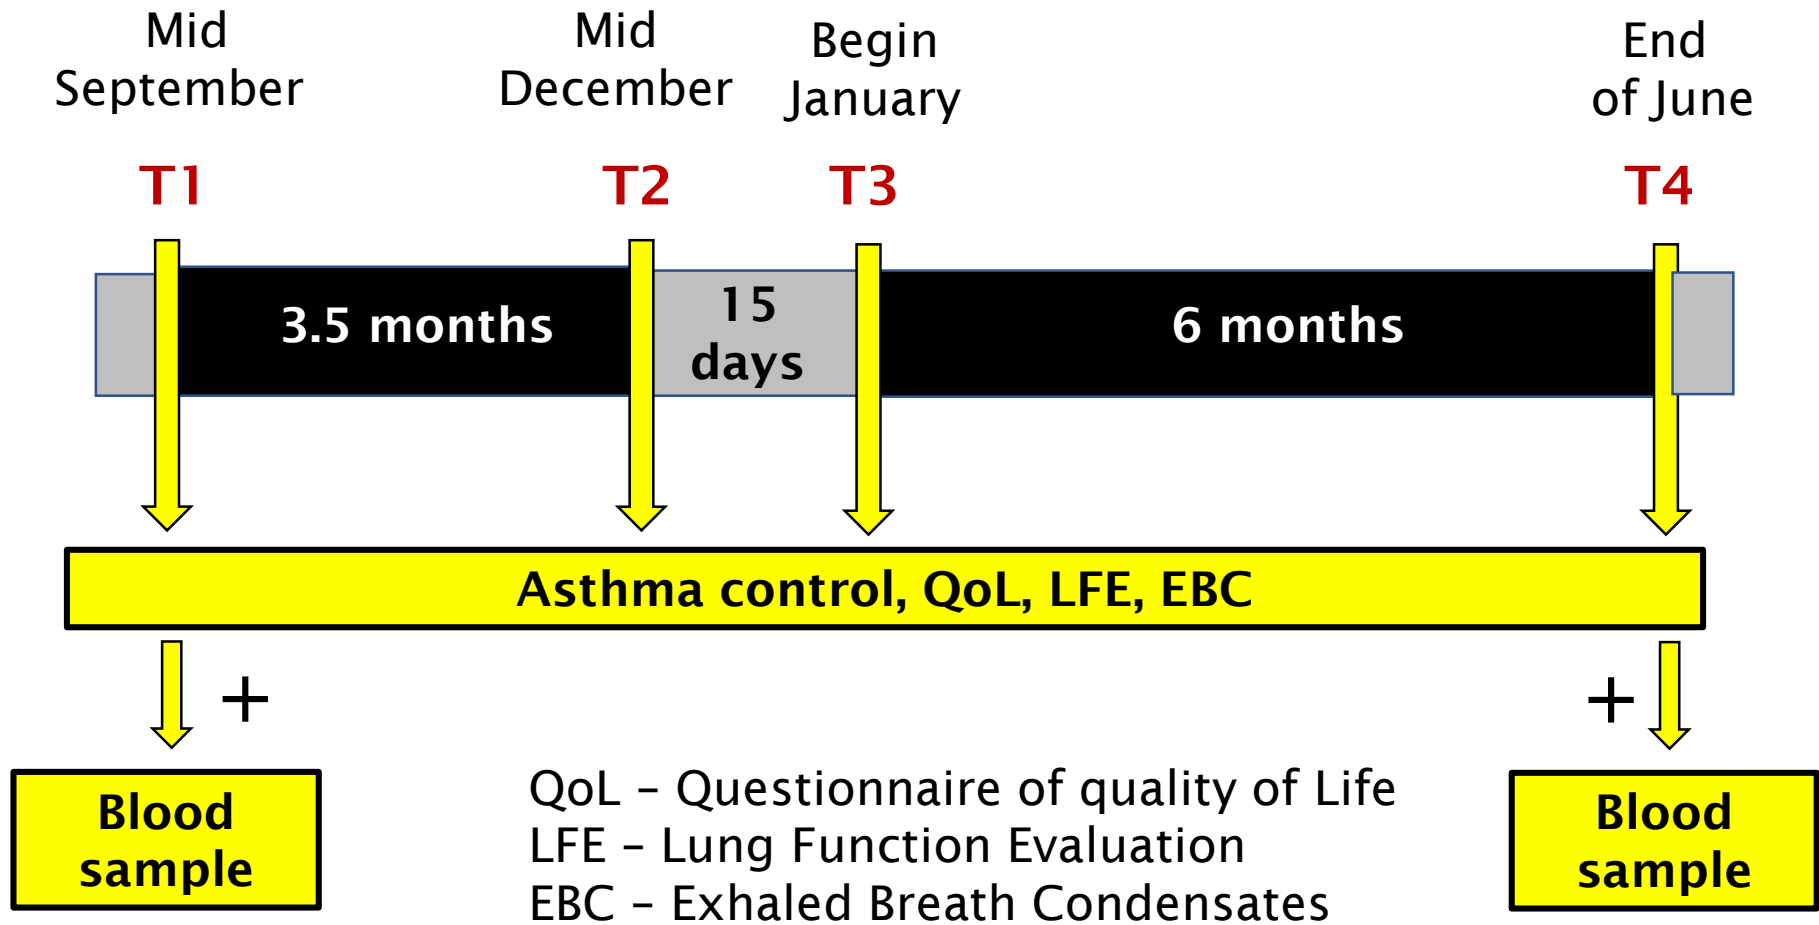 Mid
September
Mid
December
Begin
January
End
of June
T1
T2
T3
T4
3.5 months
15
days
6 months
Asthma control, QoL, LFE, EBC
+
+
Blood
sample
QoL – Questionnaire of quality of Life
LFE – Lung Function Evaluation
EBC – Exhaled Breath Condensates
Blood
sample